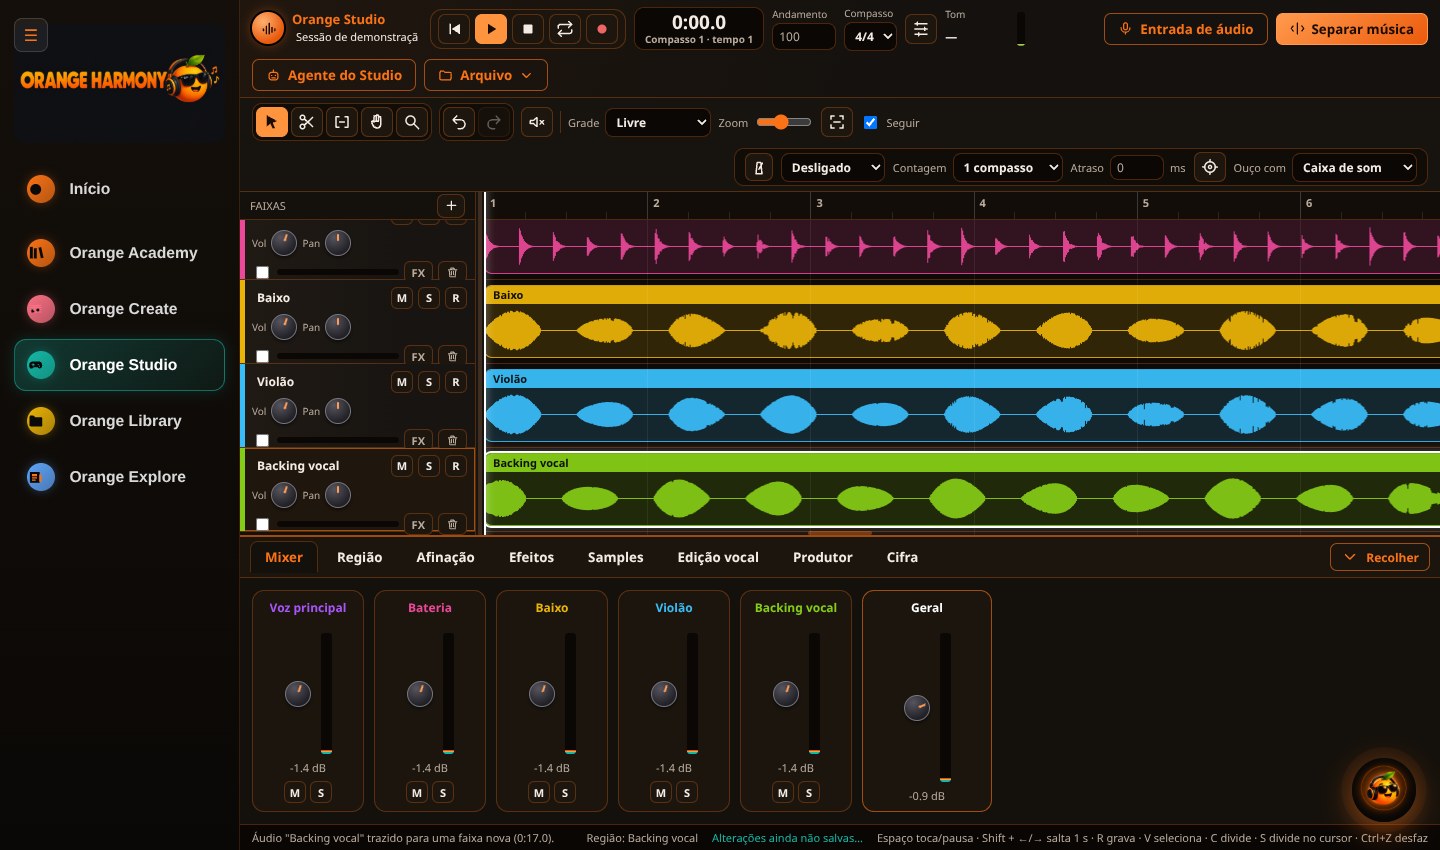 ORANGE HARMONY
Início
Orange Academy
Orange Create
Orange Studio
Orange Library
Orange Explore
Orange Studio
Sessão de demonstraçã
0:00.0
Compasso 1 · tempo 1
Andamento
100
Compasso
4/4
Tom
—
Entrada de áudio
Separar música
Agente do Studio
Arquivo
Grade
Livre
Zoom
Seguir
Desligado
Contagem
1 compasso
Atraso
0
ms
Ouço com
Caixa de som
FAIXAS
+
1
2
3
4
5
6
Vol
Pan
FX
Baixo
M
S
R
Vol
Pan
FX
Baixo
Violão
M
S
R
Vol
Pan
FX
Violão
Backing vocal
M
S
R
Vol
Pan
FX
Backing vocal
Mixer
Região
Afinação
Efeitos
Samples
Edição vocal
Produtor
Cifra
Recolher
Voz principal
-1.4 dB
M
S
Bateria
-1.4 dB
M
S
Baixo
-1.4 dB
M
S
Violão
-1.4 dB
M
S
Backing vocal
-1.4 dB
M
S
Geral
-0.9 dB
Áudio "Backing vocal" trazido para uma faixa nova (0:17.0).
Região: Backing vocal
Alterações ainda não salvas...
Espaço toca/pausa · Shift + ←/→ salta 1 s · R grava · V seleciona · C divide · S divide no cursor · Ctrl+Z desfaz